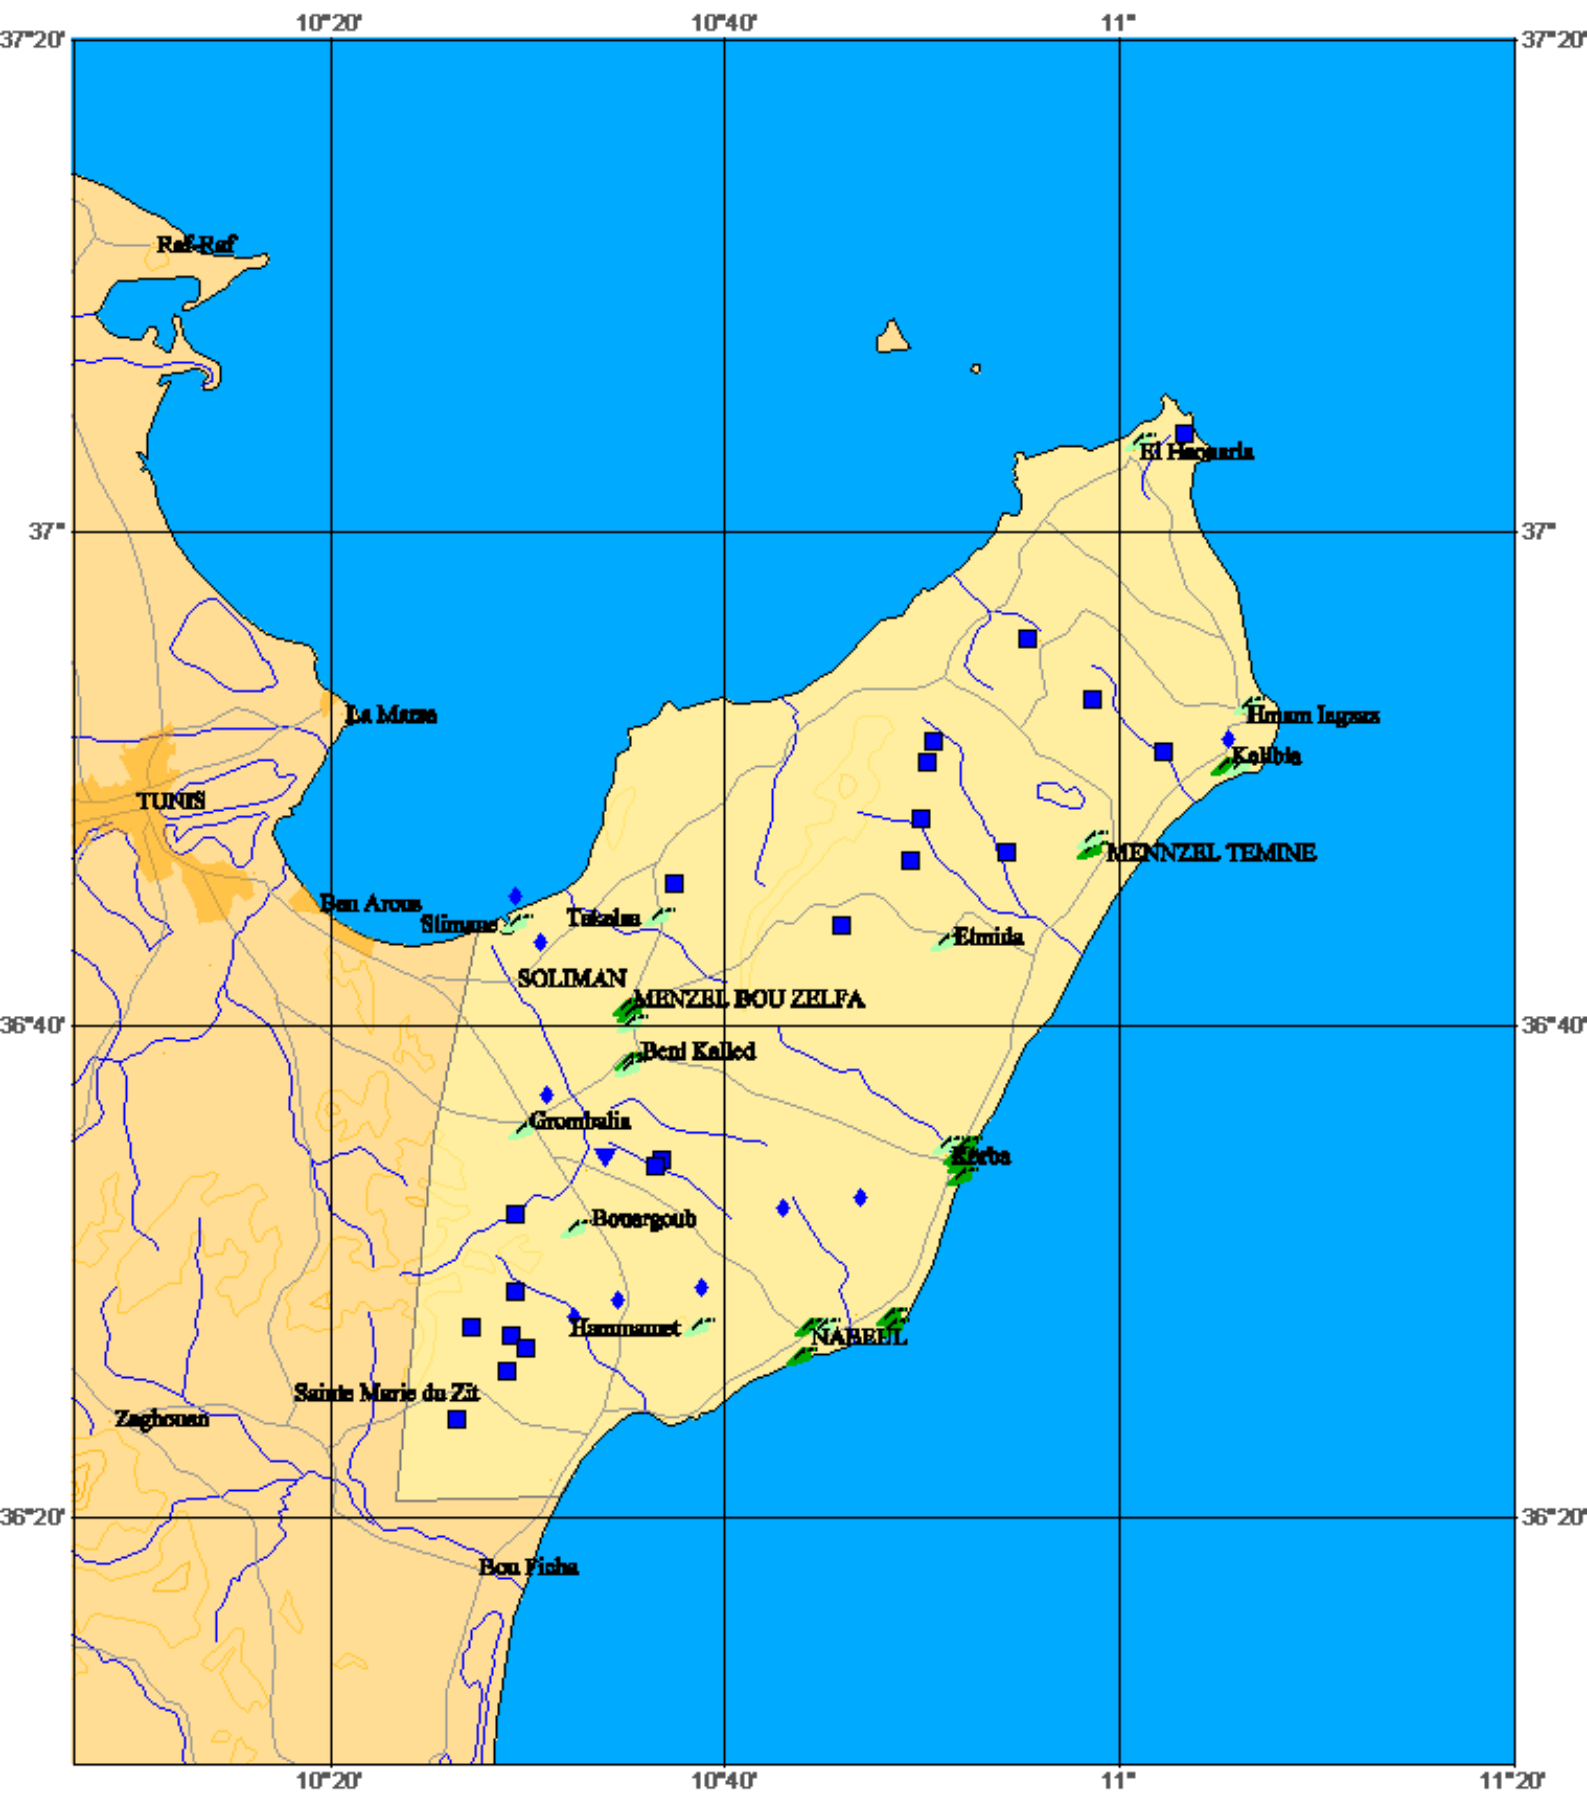 10°20'
10°40'
11°
37°20'
37°20'
Raf-Raf
El Haouaria
37°
37°
La Marsa
Hmam
Kalibia
TUNIS
MENNZEL TEMINE
Ben Arous
Slimane
Takelsa
Elmida
SOLIMAN
MENZEL BOU ZELFA
36°40'
36°40'
Beni Kalled
Grombalia
Korba
Bouargoub
Hammamet
NABEUL
Sainte Marie du Zit
Zaghouan
36°20'
36°20'
Bou Ficha
10°20'
10°40'
11°
11°20'